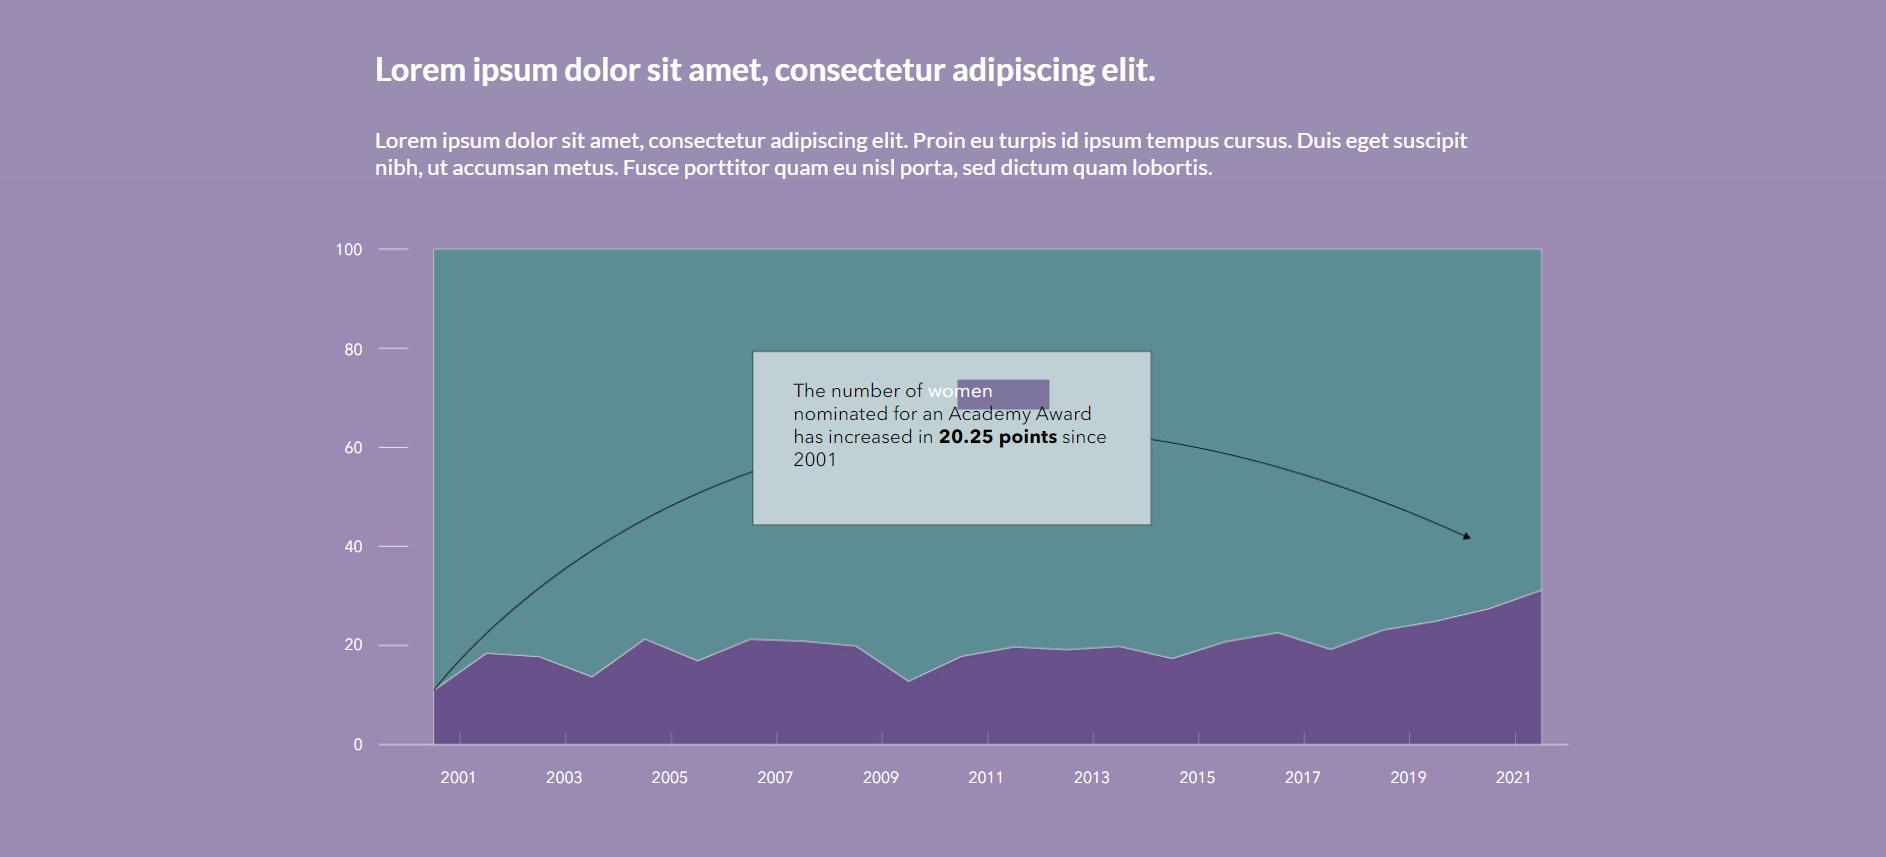 Lorem ipsum dolor sit amet, consectetur adipiscing elit.
Lorem ipsum dolor sit amet, consectetur adipiscing elit. Proin eu turpis id ipsum tempus cursus. Duis eget suscipit
nibh, ut accumsan metus. Fusce porttitor quam eu nisl porta, sed dictum quam lobortis.
100
80
60
40
20
0
The number of women
nominated for an Academy Award
has increased in 20.25 points since
2001
2001 2003 2005 2007 2009 2011 2013 2015 2017 2019 2021